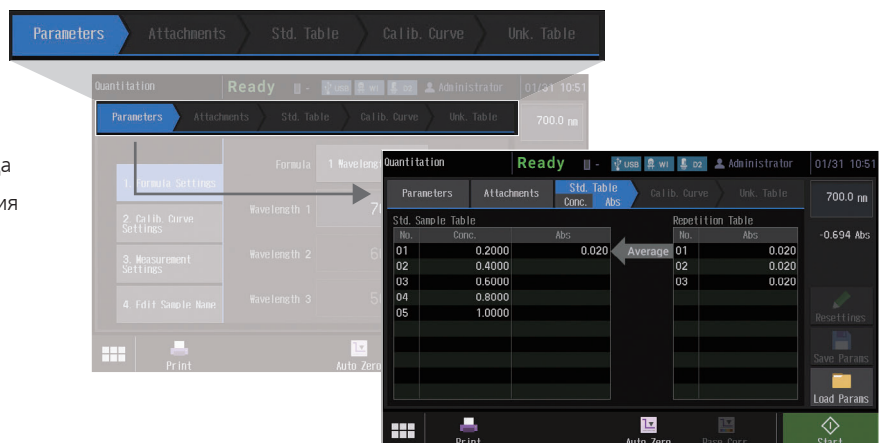 Parameters Attachments Std. Table Calib. Curve Unk. Table
Quantitation Ready - USB WI D2 Administrator 01/31 10:51
Parameters Attachments Std. Table Calib. Curve Unk. Table 700.0 nm
да
ия
Formula 1 Wavelength
1. Formula Settings
2. Calib. Curve
Settings
Wavelength 1
3. Measurement
Settings
Wavelength 2
4. Edit Sample Name Wavelength 3
Print Auto Zero
Quantitation Ready - USB WI D2 Administrator 01/31 10:51
Parameters Attachments Std. Table Calib. Curve Unk. Table 700.0 nm
Conc. Abs
Std. Sample Table Repetition Table -0.694 Abs
No. Conc. Abs No. Abs
01 0.2000 0.020 Average 01 0.020
02 0.4000 02 0.020
03 0.6000 03 0.020
04 0.8000
05 1.0000
Resettings
Save Params
Load Params
Print Auto Zero Base Corr. Start